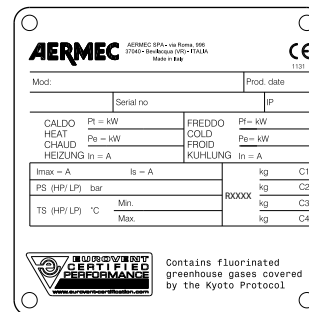 AERMEC
AERMEC SPA - via Roma, 996
37040 - Bevilacqua (VR) - ITALIA
Made in Italy
CE
1131
Mod: Prod. date
Serial no IP
CALDO Pt = kW FREDDO Pf= kW
HEAT COLD
CHAUD Pe = kW FROID Pe= kW
HEIZUNG In = A KUHLUNG In = A
Imax = A Is = A kg C1
PS (HP/ LP) bar RXXXX kg C2
TS (HP/ LP) °C Min. kg C3
Max. kg C4
EUROVENT
CERTIFIED
PERFORMANCE
www.eurovent-certification.com
Contains fluorinated
greenhouse gases covered
by the Kyoto Protocol